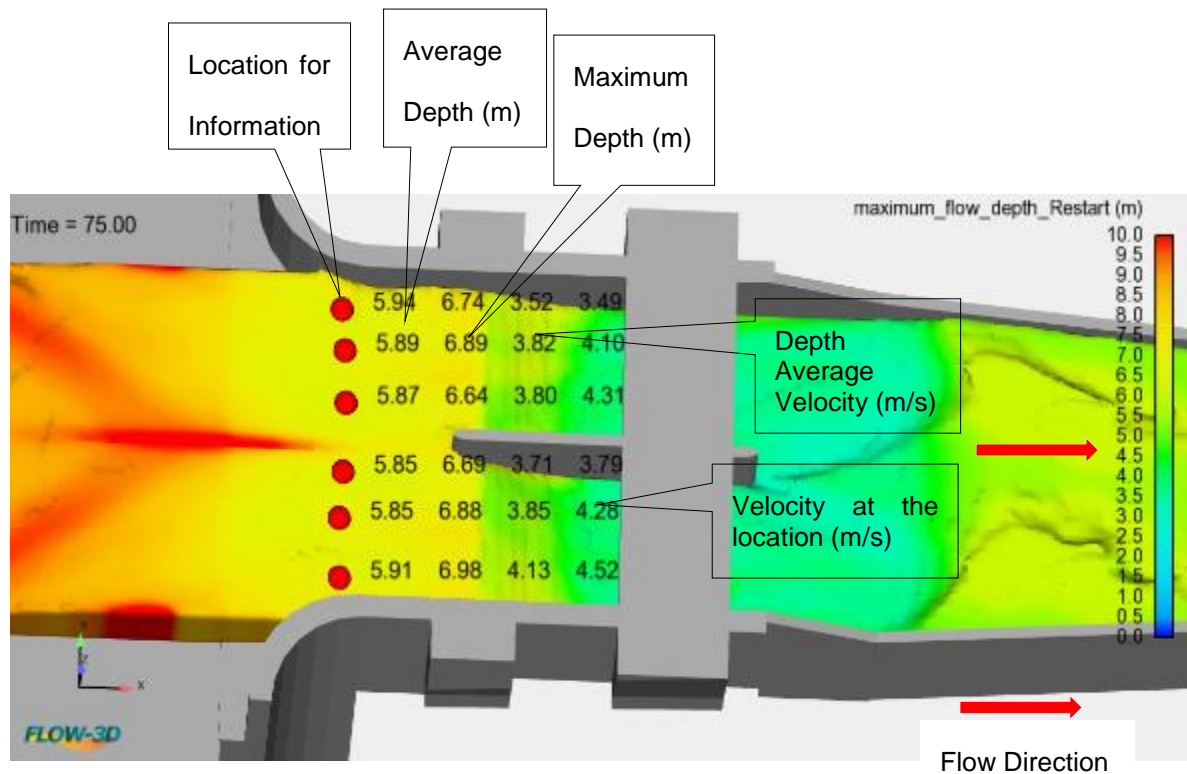 Location for
Information
Average
Depth (m)
Maximum
Depth (m)
Time = 75.00
maximum_flow_depth_Restart (m)
10.0
9.5
9.0
8.5
8.0
7.5
7.0
6.5
6.0
5.5
5.0
4.5
4.0
3.5
3.0
2.5
2.0
1.5
1.0
0.5
0.0
5.94 6.74 3.52 3.49
5.89 6.89 3.82 4.10
5.87 6.64 3.80 4.31
5.85 6.69 3.71 3.79
5.85 6.88 3.85 4.28
5.91 6.98 4.13 4.52
Depth
Average
Velocity (m/s)
Velocity at the
location (m/s)
z
x
FLOW-3D
Flow Direction